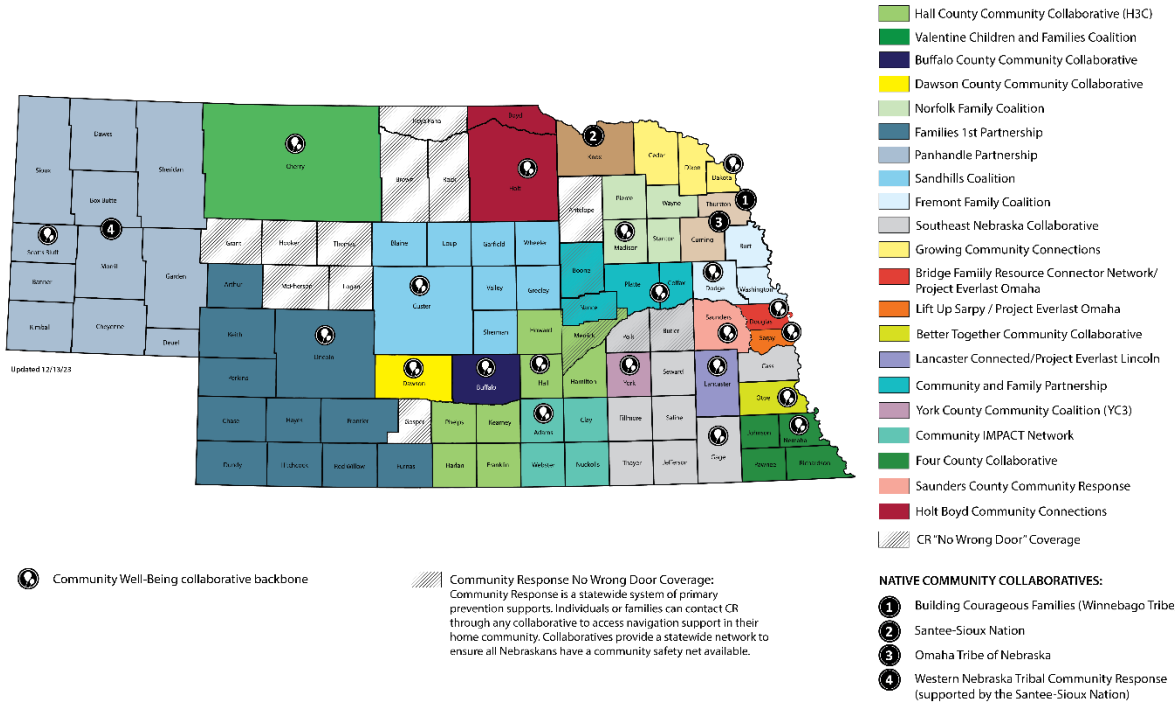 Hall County Community Collaborative (H3C)
Valentine Children and Families Coalition
Buffalo County Community Collaborative
Dawson County Community Collaborative
Norfolk Family Coalition
Families 1st Partnership
Panhandle Partnership
Sandhills Coalition
Fremont Family Coalition
Southeast Nebraska Collaborative
Growing Community Connections
Bridge Famiily Resource Connector Network/
Project Everlast Omaha
Lift Up Sarpy / Project Everlast Omaha
Better Together Community Collaborative
Lancaster Connected/Project Everlast Lincoln
Community and Family Partnership
York County Community Coalition (YC3)
Community IMPACT Network
Four County Collaborative
Saunders County Community Response
Holt Boyd Community Connections
CR "No Wrong Door" Coverage
NATIVE COMMUNITY COLLABORATIVES:
1 Building Courageous Families (Winnebago Tribe
2 Santee-Sioux Nation
3 Omaha Tribe of Nebraska
4 Western Nebraska Tribal Community Response
(supported by the Santee-Sioux Nation)
Sioux
Dawes
Sheridan
Box Butte
4
Scotts Bluff
Banner
Morrill
Garden
Kimball
Cheyenne
Deuel
Cherry
Keya Paha
Brown
Rock
Boyd
Holt
2
Knox
Cedar
Dixon
Dakota
Antelope
Pierce
Wayne
Thurston
1
3
Madison
Stanton
Cuming
Burt
Grant
Hooker
Thomas
Arthur
McPherson
Logan
Blaine
Loup
Garfield
Wheeler
Custer
Valley
Greeley
Sherman
Howard
Boone
Nance
Platte
Colfax
Dodge
Washington
Merrick
Polk
Butler
Saunders
Douglas
Sarpy
Keith
Lincoln
Perkins
Dawson
Buffalo
Hall
Hamilton
York
Seward
Lancaster
Cass
Otoe
Chase
Hayes
Frontier
Gosper
Phelps
Kearney
Adams
Clay
Fillmore
Saline
Gage
Johnson
Nemaha
Dundy
Hitchcock
Red Willow
Furnas
Harlan
Franklin
Webster
Nuckolls
Thayer
Jefferson
Pawnee
Richardson
Updated 12/13/23
Community Well-Being collaborative backbone
Community Response No Wrong Door Coverage:
Community Response is a statewide system of primary
prevention supports. Individuals or families can contact CR
through any collaborative to access navigation support in their
home community. Collaboratives provide a statewide network to
ensure all Nebraskans have a community safety net available.